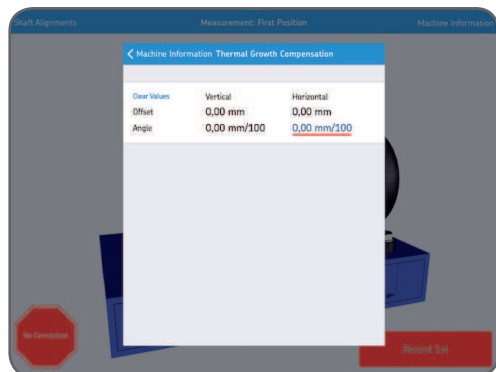 Shaft Alignments Measurement: First Position Machine Information
Machine Information Thermal Growth Compensation
Clear Values Vertical Horizontal
Offset 0,00 mm 0,00 mm
Angle 0,00 mm/100 0,00 mm/100
No Connection
Record 1st